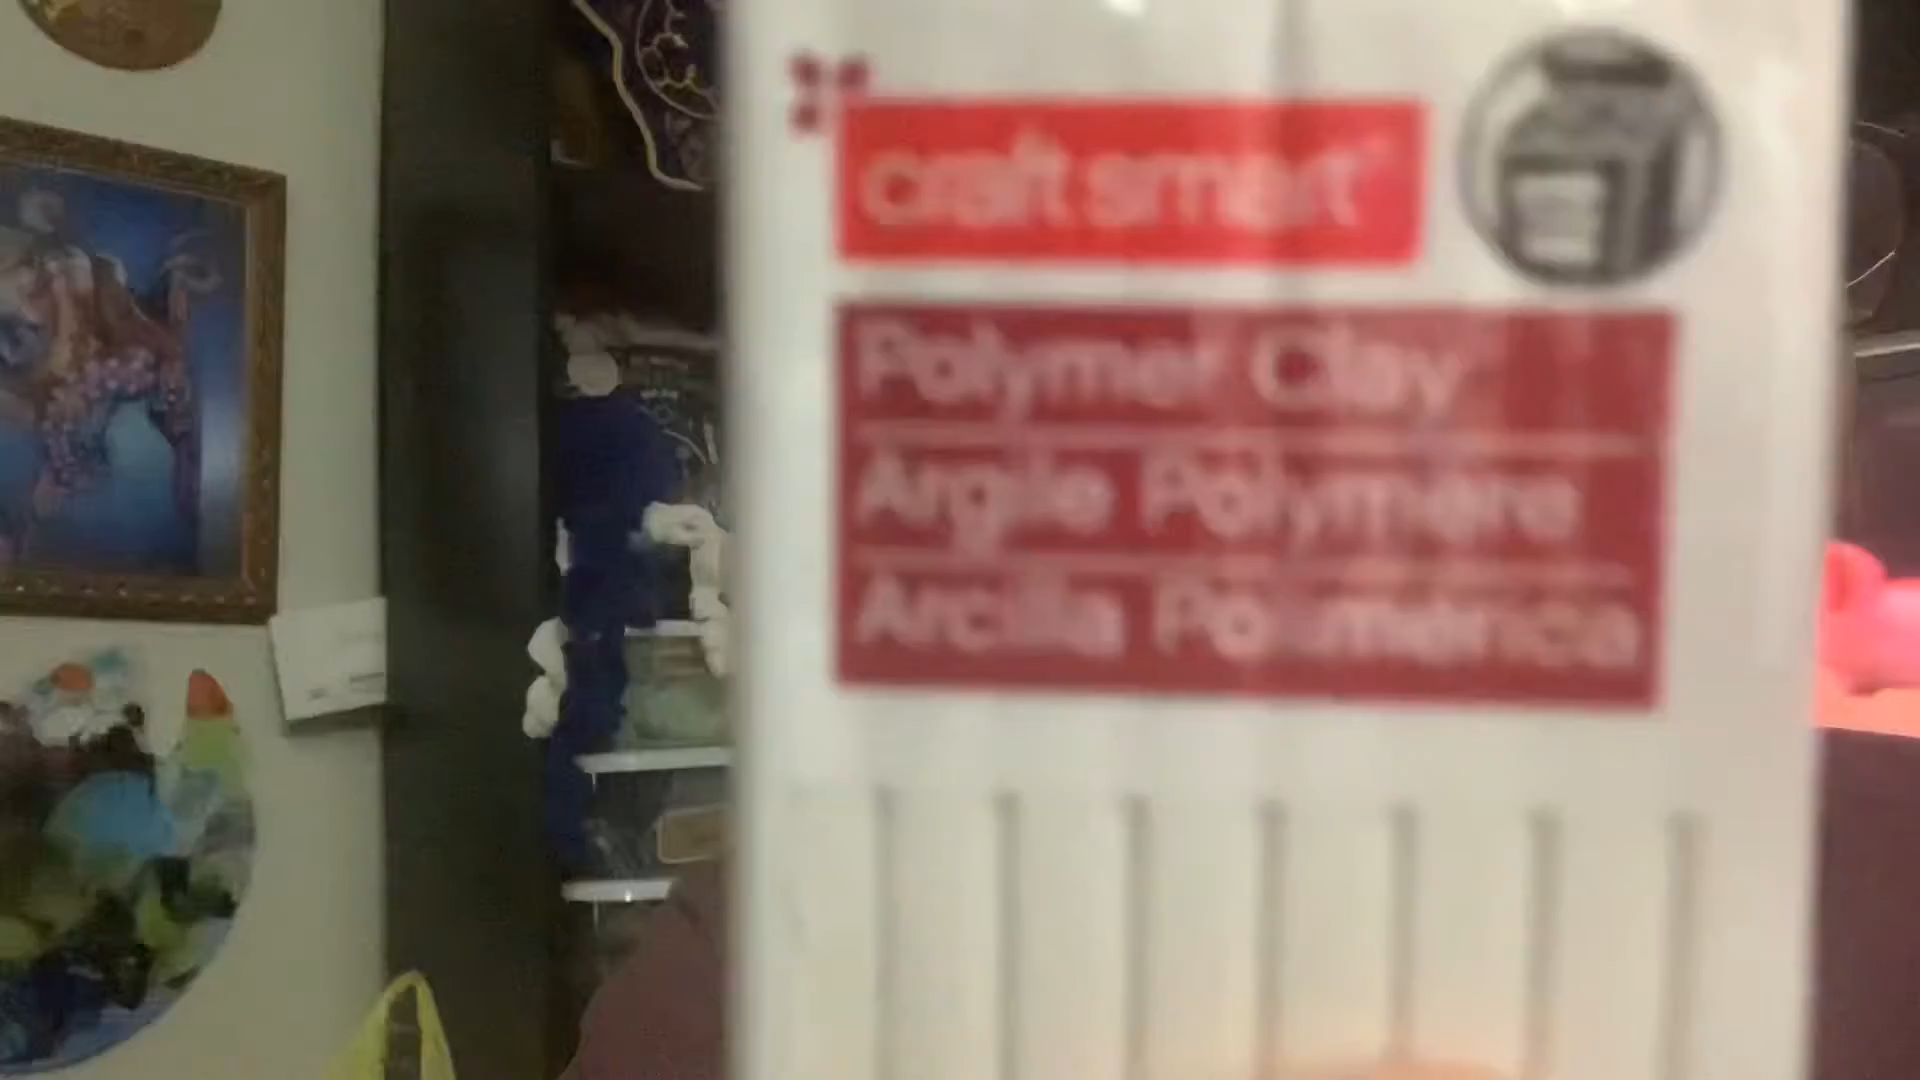 craft smart
Polymer Clay
Argile Polymère
Arcilla Polimérica